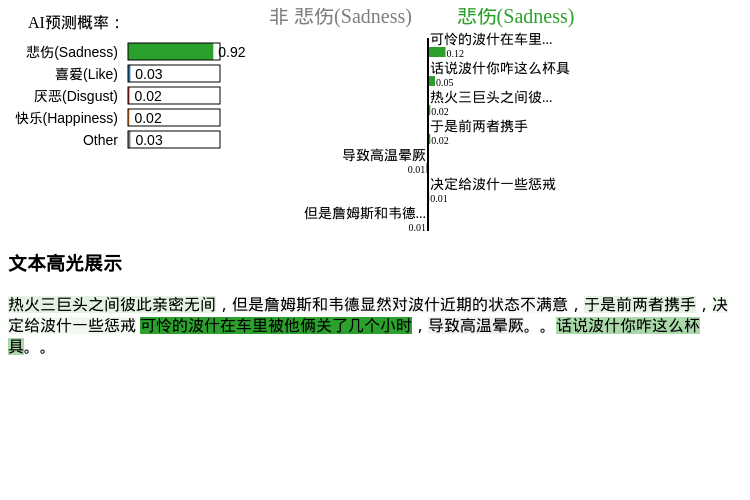 AI预测概率：
悲伤(Sadness) 0.92
喜爱(Like) 0.03
厌恶(Disgust) 0.02
快乐(Happiness) 0.02
Other 0.03
非 悲伤(Sadness) 悲伤(Sadness)
可怜的波什在车里...
0.12
话说波什你咋这么杯具
0.05
热火三巨头之间彼...
0.02
于是前两者携手
0.02
导致高温晕厥
0.01
决定给波什一些惩戒
0.01
但是詹姆斯和韦德...
0.01
文本高光展示
热火三巨头之间彼此亲密无间，但是詹姆斯和韦德显然对波什近期的状态不满意，于是前两者携手，决
定给波什一些惩戒 可怜的波什在车里被他俩关了几个小时，导致高温晕厥。。话说波什你咋这么杯
具。。